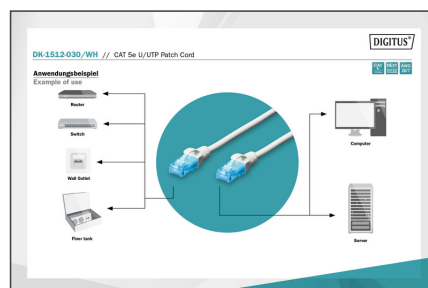 DIGITUS®
DK-1512-030/WH // CAT 5e U/UTP Patch Cord
Anwendungsbeispiel
Example of use
Router
Switch
Wall Outlet
Floor tank
Computer
Server